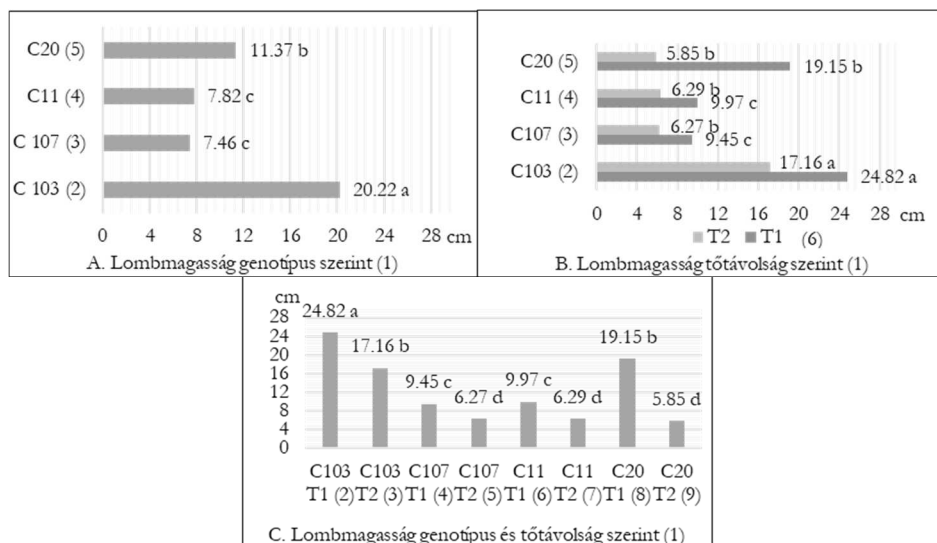 C20 (5)
11.37 b
C11 (4)
7.82 c
C 107 (3)
7.46 c
C 103 (2)
20.22 a
0 4 8 12 16 20 24 28 cm
A. Lombmagasság genotípus szerint (1)
C20 (5)
5.85 b
19.15 b
C11 (4)
6.29 b
9.97 c
C107 (3)
6.27 b
9.45 c
C103 (2)
17.16 a
24.82 a
0 4 8 12 16 20 24 28 cm
T2 T1 (6)
B. Lombmagasság tőtávolság szerint (1)
cm
28
24
20
16
12
8
4
0
24.82 a
17.16 b
9.45 c
6.27 d
9.97 c
6.29 d
19.15 b
5.85 d
C103 C103 C107 C107 C11 C11 C20 C20
T1 (2) T2 (3) T1 (4) T2 (5) T1 (6) T2 (7) T1 (8) T2 (9)
C. Lombmagasság genotípus és tőtávolság szerint (1)